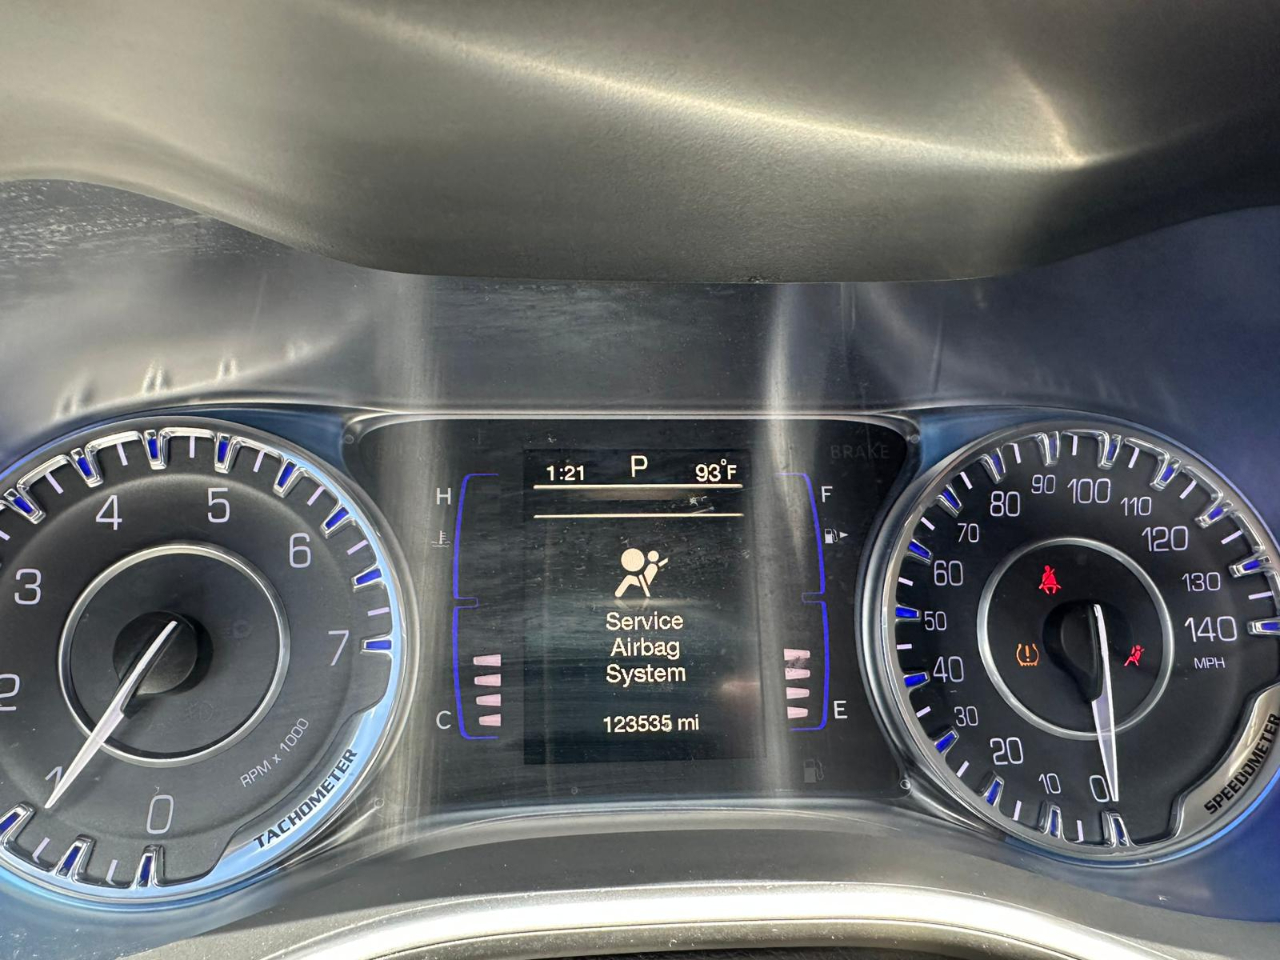 1:21 P 93°F
H
F
BRAKE
Service
Airbag
System
123535 mi
C
E
0
1
2
3
4
5
6
7
RPM x 1000
TACHOMETER
0
10
20
30
40
50
60
70
80
90
100
110
120
130
140
MPH
SPEEDOMETER